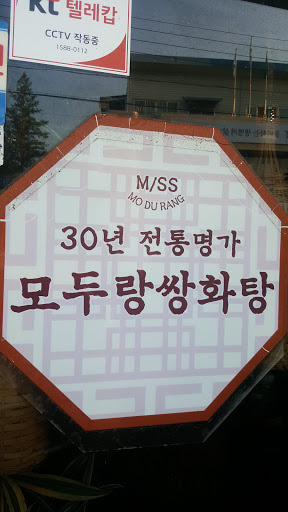 kt 텔레캅
CCTV 작동중
1588-0112
M/SS
MO DU RANG
30년 전통명가
모두랑쌍화탕